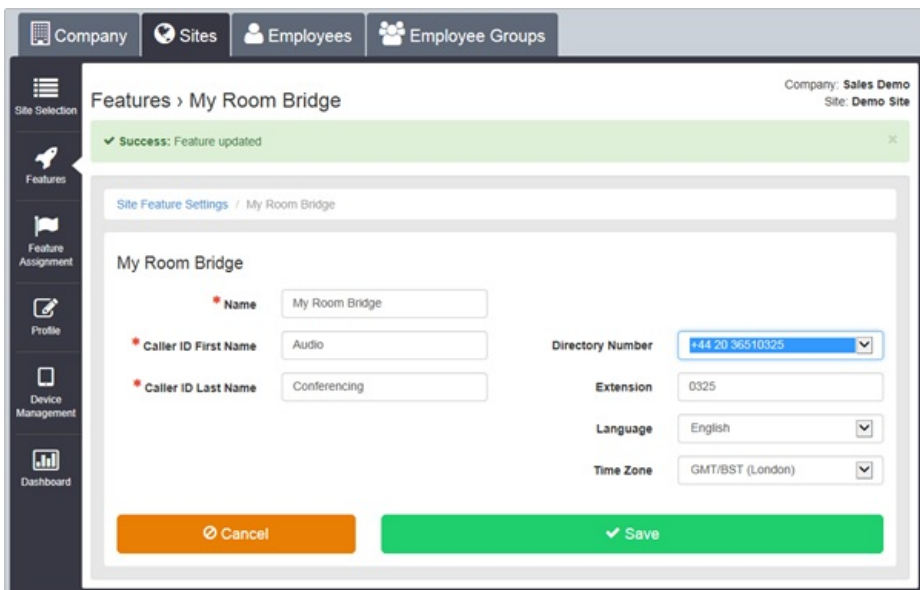 Company Sites Employees Employee Groups
Site Selection
Features
Feature Assignment
Profile
Device Management
Dashboard
Features › My Room Bridge
Company: Sales Demo
Site: Demo Site
✔ Success: Feature updated ×
Site Feature Settings / My Room Bridge
My Room Bridge
* Name My Room Bridge
* Caller ID First Name Audio
* Caller ID Last Name Conferencing
Directory Number +44 20 36510325
Extension 0325
Language English
Time Zone GMT/BST (London)
Cancel
✔ Save